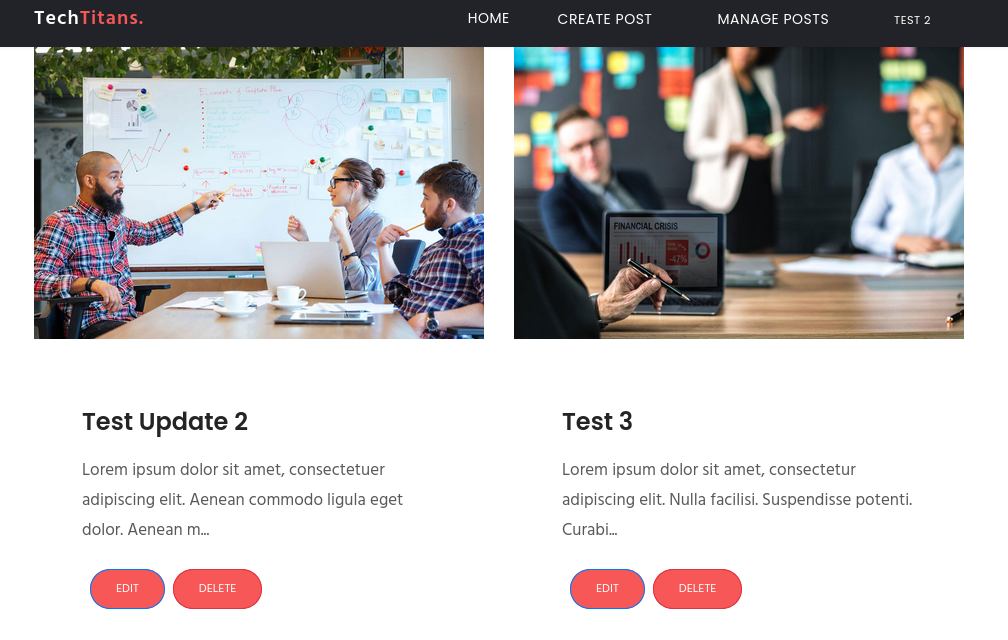 TechTitans.
HOME
CREATE POST
MANAGE POSTS
TEST 2
FINANCIAL CRISIS
-47%
Test Update 2
Lorem ipsum dolor sit amet, consectetuer
adipiscing elit. Aenean commodo ligula eget
dolor. Aenean m...
EDIT
DELETE
Test 3
Lorem ipsum dolor sit amet, consectetur
adipiscing elit. Nulla facilisi. Suspendisse potenti.
Curabi...
EDIT
DELETE